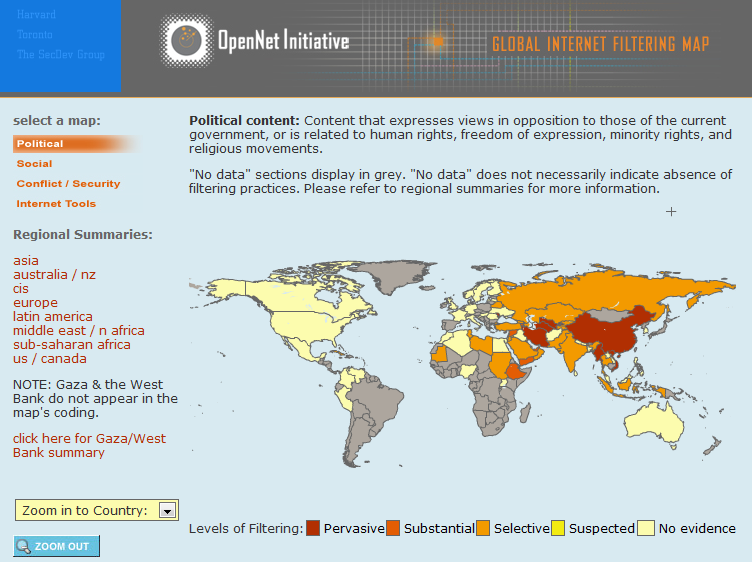 Harvard
Toronto
The SecDev Group
OpenNet Initiative
GLOBAL INTERNET FILTERING MAP
select a map:
Political
Social
Conflict / Security
Internet Tools
Regional Summaries:
asia
australia / nz
cis
europe
latin america
middle east / n africa
sub-saharan africa
us / canada
NOTE: Gaza & the West
Bank do not appear in the
map's coding.
click here for Gaza/West
Bank summary
Zoom in to Country:
ZOOM OUT
Political content: Content that expresses views in opposition to those of the current
government, or is related to human rights, freedom of expression, minority rights, and
religious movements.
"No data" sections display in grey. "No data" does not necessarily indicate absence of
filtering practices. Please refer to regional summaries for more information.
Levels of Filtering: Pervasive Substantial Selective Suspected No evidence